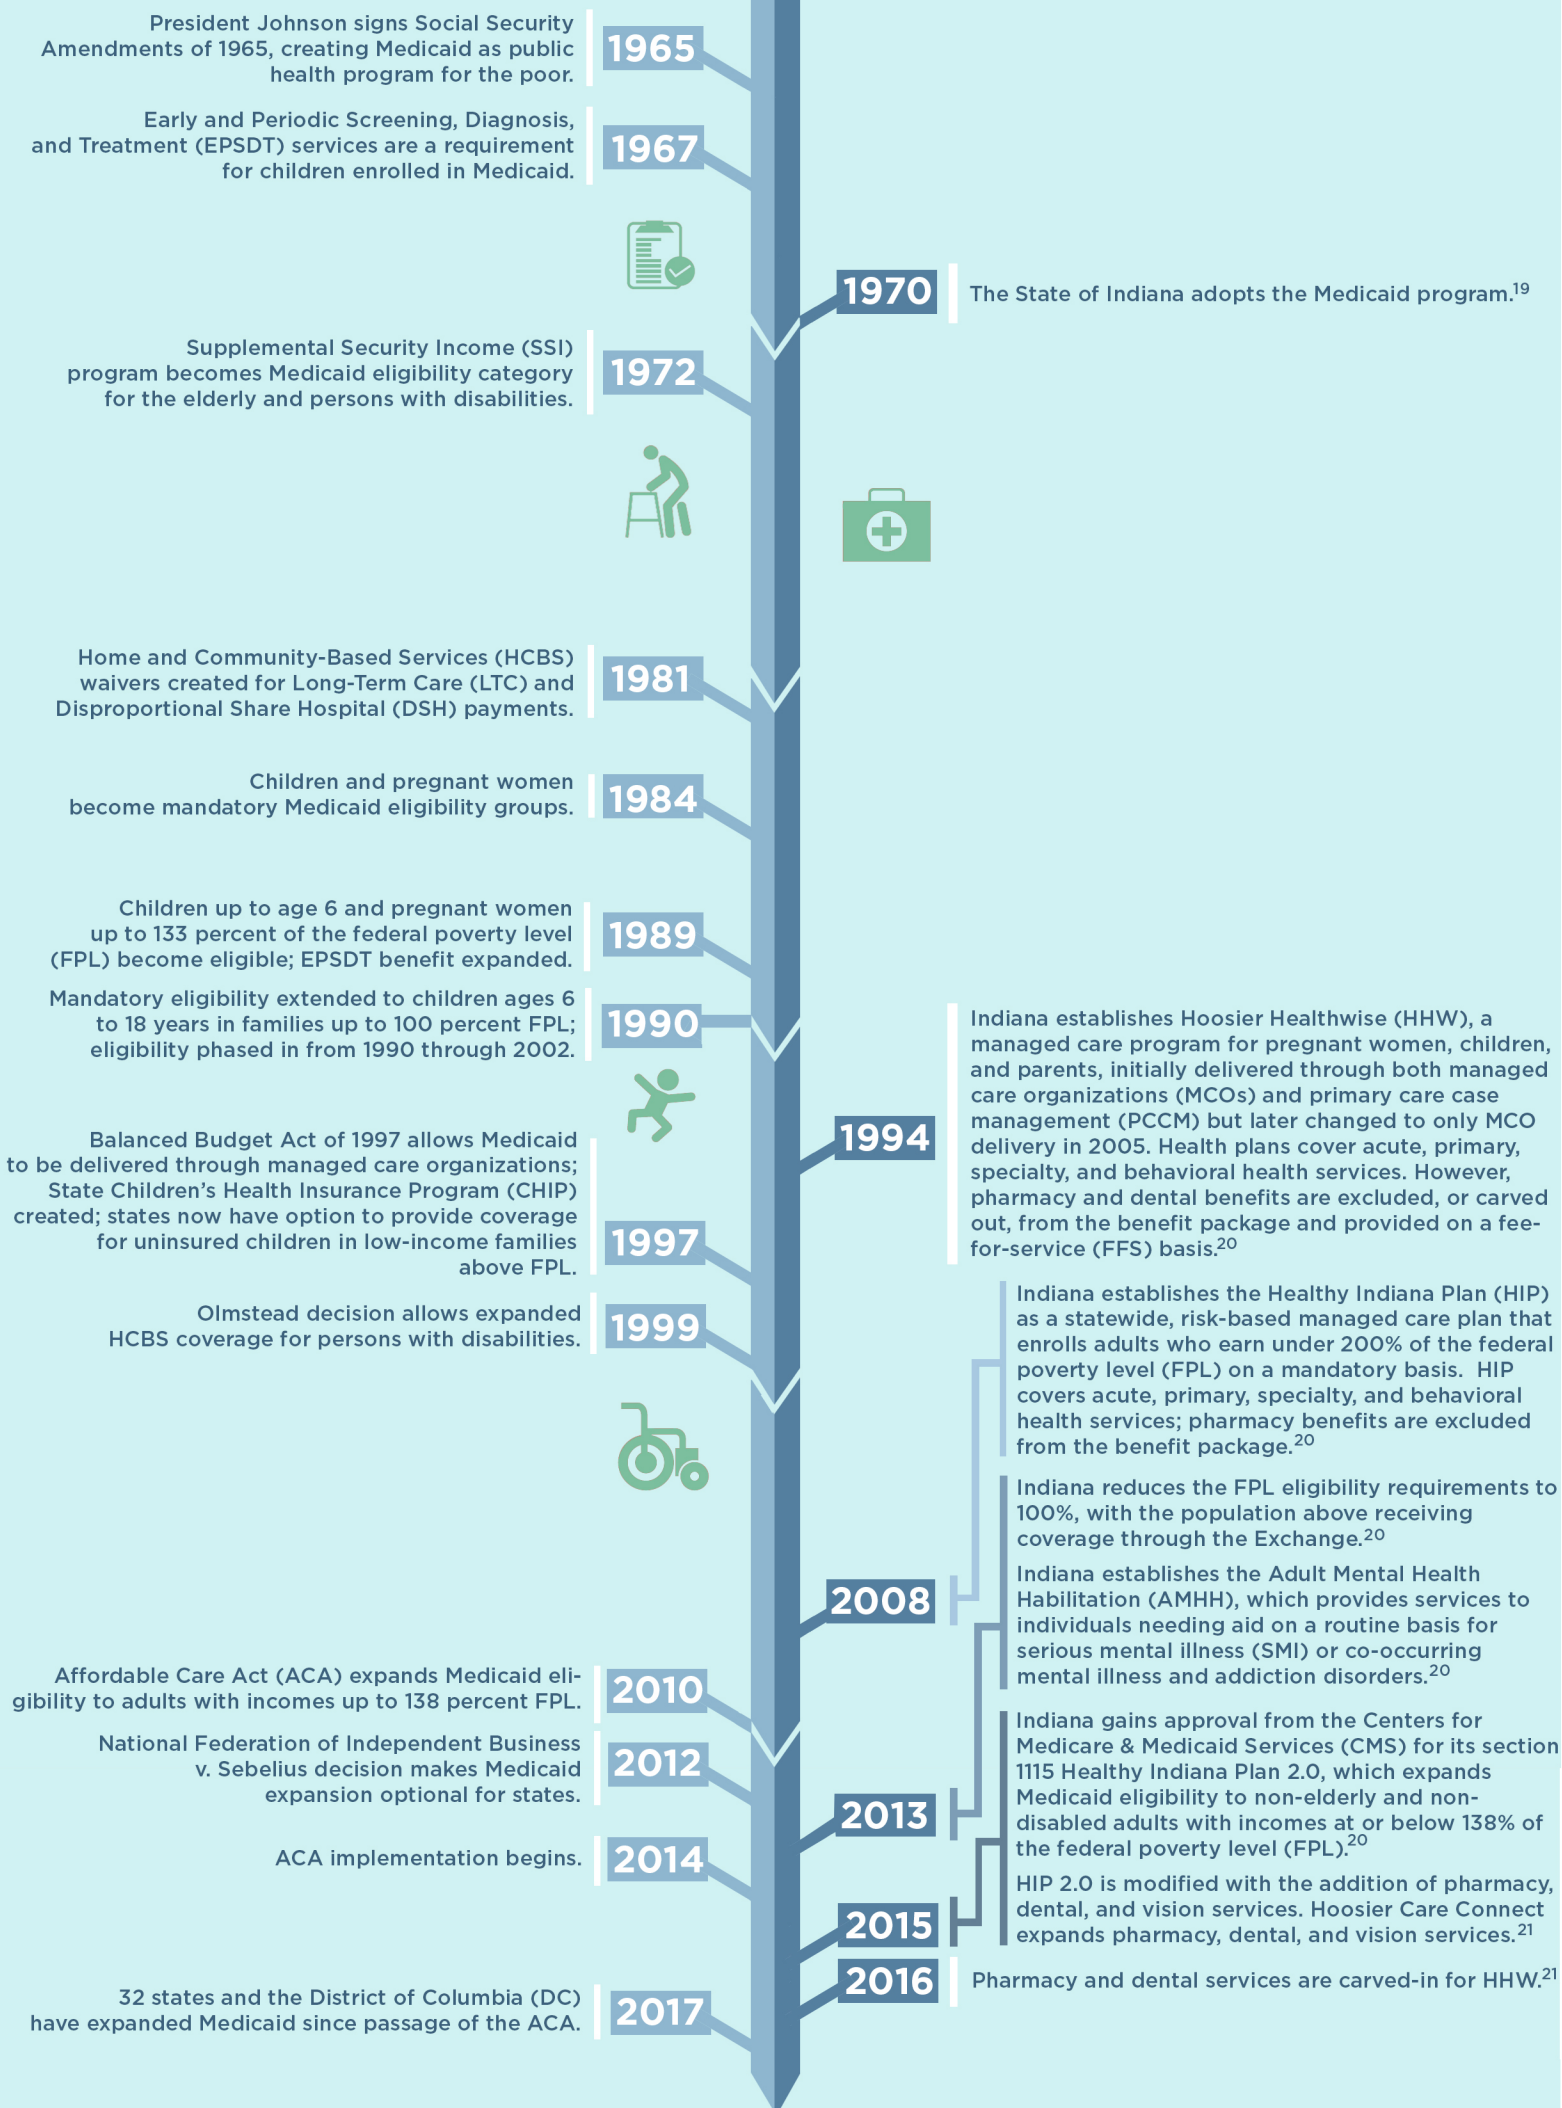 President Johnson signs Social Security
Amendments of 1965, creating Medicaid as public
health program for the poor.
1965
Early and Periodic Screening, Diagnosis,
and Treatment (EPSDT) services are a requirement
for children enrolled in Medicaid.
1967
1970
The State of Indiana adopts the Medicaid program.19
Supplemental Security Income (SSI)
program becomes Medicaid eligibility category
for the elderly and persons with disabilities.
1972
Home and Community-Based Services (HCBS)
waivers created for Long-Term Care (LTC) and
Disproportional Share Hospital (DSH) payments.
1981
Children and pregnant women
become mandatory Medicaid eligibility groups.
1984
Children up to age 6 and pregnant women
up to 133 percent of the federal poverty level
(FPL) become eligible; EPSDT benefit expanded.
1989
Mandatory eligibility extended to children ages 6
to 18 years in families up to 100 percent FPL;
eligibility phased in from 1990 through 2002.
1990
1994
Indiana establishes Hoosier Healthwise (HHW), a
managed care program for pregnant women, children,
and parents, initially delivered through both managed
care organizations (MCOs) and primary care case
management (PCCM) but later changed to only MCO
delivery in 2005. Health plans cover acute, primary,
specialty, and behavioral health services. However,
pharmacy and dental benefits are excluded, or carved
out, from the benefit package and provided on a fee-
for-service (FFS) basis.20
Balanced Budget Act of 1997 allows Medicaid
to be delivered through managed care organizations;
State Children's Health Insurance Program (CHIP)
created; states now have option to provide coverage
for uninsured children in low-income families
above FPL.
1997
Olmstead decision allows expanded
HCBS coverage for persons with disabilities.
1999
2008
Indiana establishes the Healthy Indiana Plan (HIP)
as a statewide, risk-based managed care plan that
enrolls adults who earn under 200% of the federal
poverty level (FPL) on a mandatory basis. HIP
covers acute, primary, specialty, and behavioral
health services; pharmacy benefits are excluded
from the benefit package.20
Affordable Care Act (ACA) expands Medicaid eli-
gibility to adults with incomes up to 138 percent FPL.
2010
National Federation of Independent Business
v. Sebelius decision makes Medicaid
expansion optional for states.
2012
2013
Indiana reduces the FPL eligibility requirements to
100%, with the population above receiving
coverage through the Exchange.20
Indiana establishes the Adult Mental Health
Habilitation (AMHH), which provides services to
individuals needing aid on a routine basis for
serious mental illness (SMI) or co-occurring
mental illness and addiction disorders.20
ACA implementation begins.
2014
2015
Indiana gains approval from the Centers for
Medicare & Medicaid Services (CMS) for its section
1115 Healthy Indiana Plan 2.0, which expands
Medicaid eligibility to non-elderly and non-
disabled adults with incomes at or below 138% of
the federal poverty level (FPL).20
HIP 2.0 is modified with the addition of pharmacy,
dental, and vision services. Hoosier Care Connect
expands pharmacy, dental, and vision services.21
2016
Pharmacy and dental services are carved-in for HHW.21
32 states and the District of Columbia (DC)
have expanded Medicaid since passage of the ACA.
2017